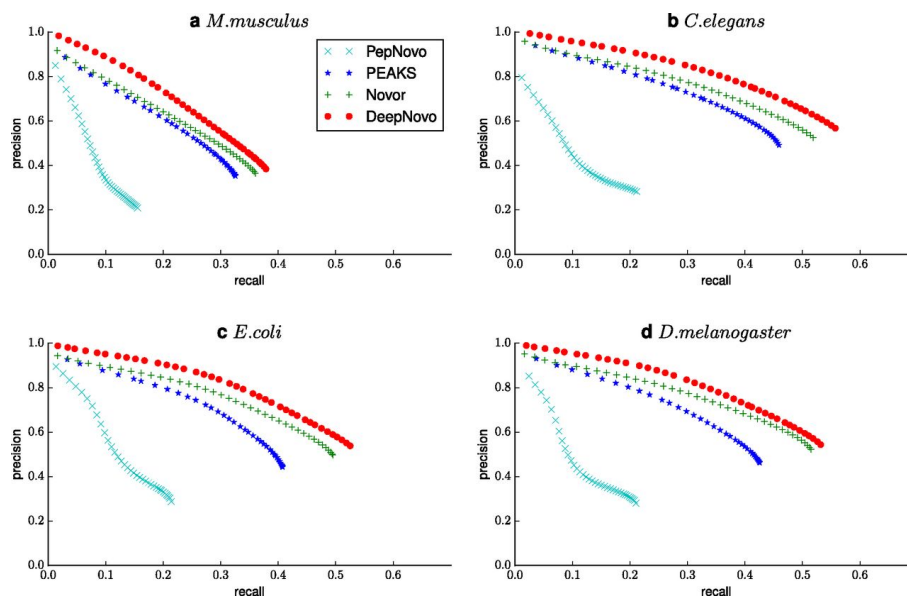 a M.musculus
1.0
0.8
0.6
0.4
0.2
0.0
precision
0.0 0.1 0.2 0.3 0.4 0.5 0.6
recall
PepNovo
PEAKS
Novor
DeepNovo
b C.elegans
1.0
0.8
0.6
0.4
0.2
0.0
precision
0.0 0.1 0.2 0.3 0.4 0.5 0.6
recall
c E.coli
1.0
0.8
0.6
0.4
0.2
0.0
precision
0.0 0.1 0.2 0.3 0.4 0.5 0.6
recall
d D.melanogaster
1.0
0.8
0.6
0.4
0.2
0.0
precision
0.0 0.1 0.2 0.3 0.4 0.5 0.6
recall